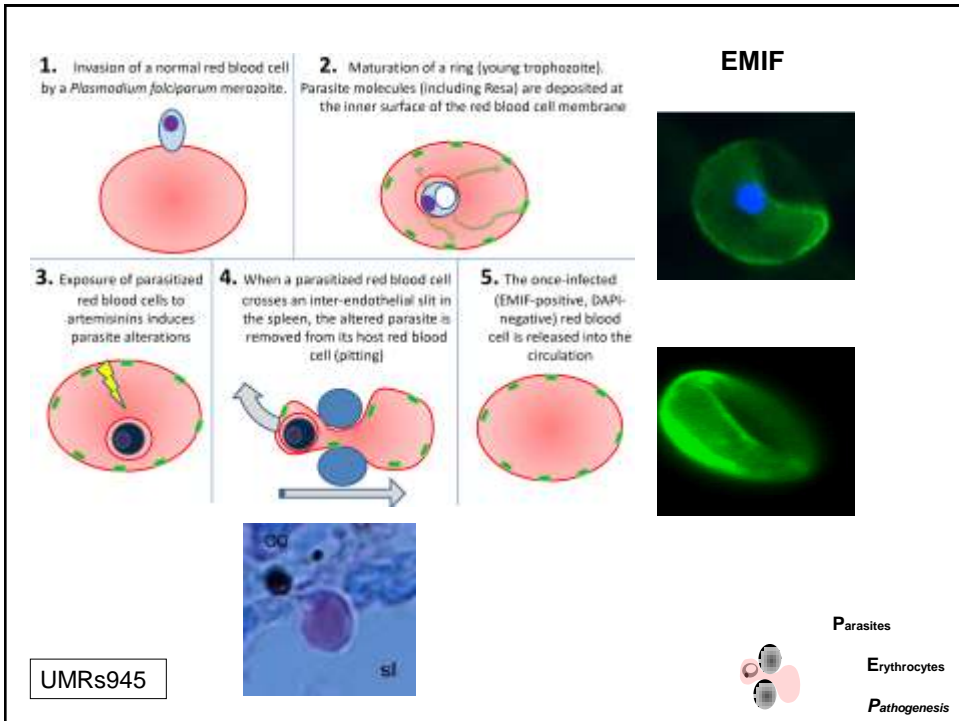 1. Invasion of a normal red blood cell
by a Plasmodium falciparum merozoite.
2. Maturation of a ring (young trophozoite).
Parasite molecules (including Resa) are deposited at
the inner surface of the red blood cell membrane
EMIF
3. Exposure of parasitized
red blood cells to
artemisinins induces
parasite alterations
4. When a parasitized red blood cell
crosses an inter-endothelial slit in
the spleen, the altered parasite is
removed from its host red blood
cell (pitting)
5. The once-infected
(EMIF-positive, DAPI-
negative) red blood
cell is released into the
circulation
sl
UMRs945
Parasites
Erythrocytes
Pathogenesis